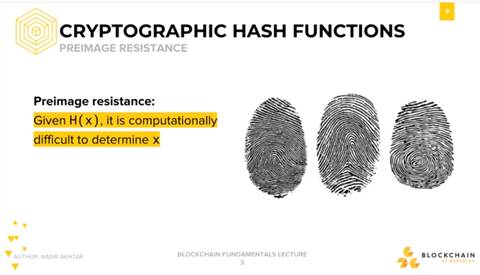 CRYPTOGRAPHIC HASH FUNCTIONS
PREIMAGE RESISTANCE
Preimage resistance:
Given H(x), it is computationally
difficult to determine x
AUTHOR: NADIR AKHTAR
BLOCKCHAIN FUNDAMENTALS LECTURE
3
BLOCKCHAIN
AT BERKELEY